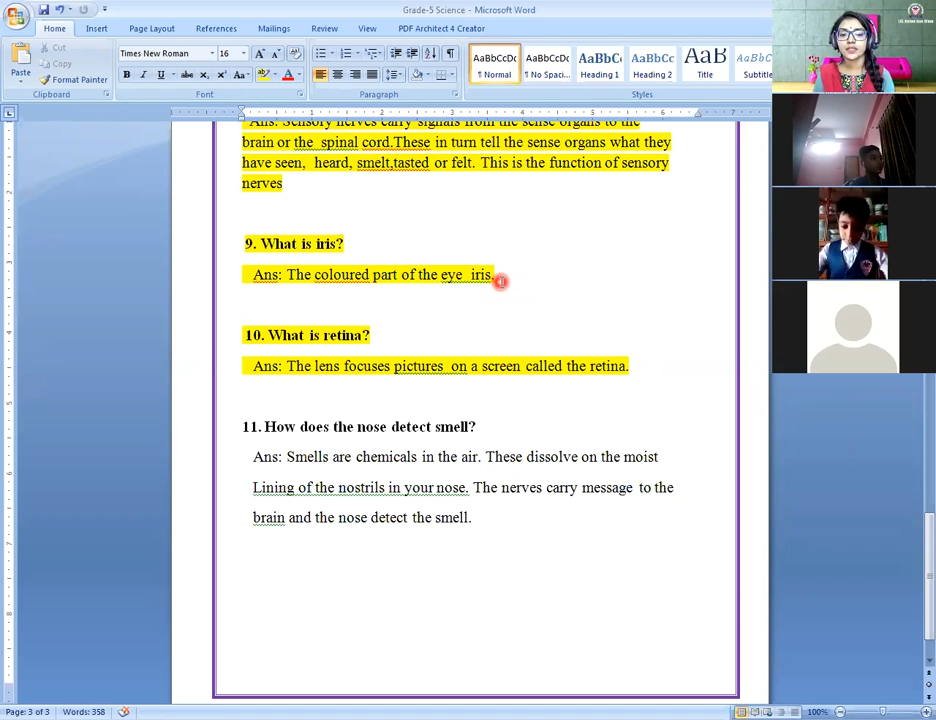 Grade-5 Science - Microsoft Word
Home Insert Page Layout References Mailings Review View PDF Architect 4 Creator
Paste
Cut
Copy
Format Painter
Clipboard
Times New Roman 16
Font
Paragraph
AaBbCcDc AaBbCcDc AaBbC AaBbCc AaB AaBbCc
¶ Normal ¶ No Spaci... Heading 1 Heading 2 Title Subtitle
Styles
Ans: Sensory nerves carry signals from the sense organs to the
brain or the spinal cord.These in turn tell the sense organs what they
have seen, heard, smelt,tasted or felt. This is the function of sensory
nerves
9. What is iris?
Ans: The coloured part of the eye iris.
10. What is retina?
Ans: The lens focuses pictures on a screen called the retina.
11. How does the nose detect smell?
Ans: Smells are chemicals in the air. These dissolve on the moist
Lining of the nostrils in your nose. The nerves carry message to the
brain and the nose detect the smell.
Page: 3 of 3 Words: 358 100%